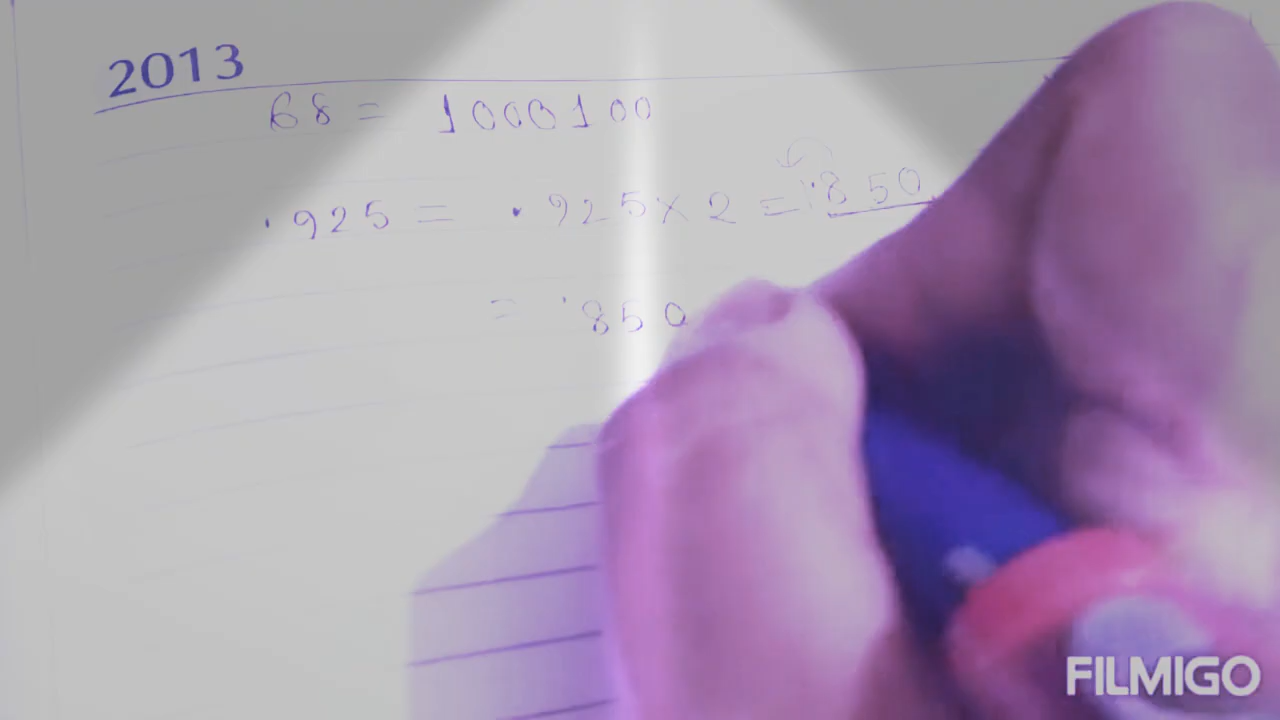 2013
68 = 1000100
.925 = .925 × 2 = 1.850
= .850
FILMIGO